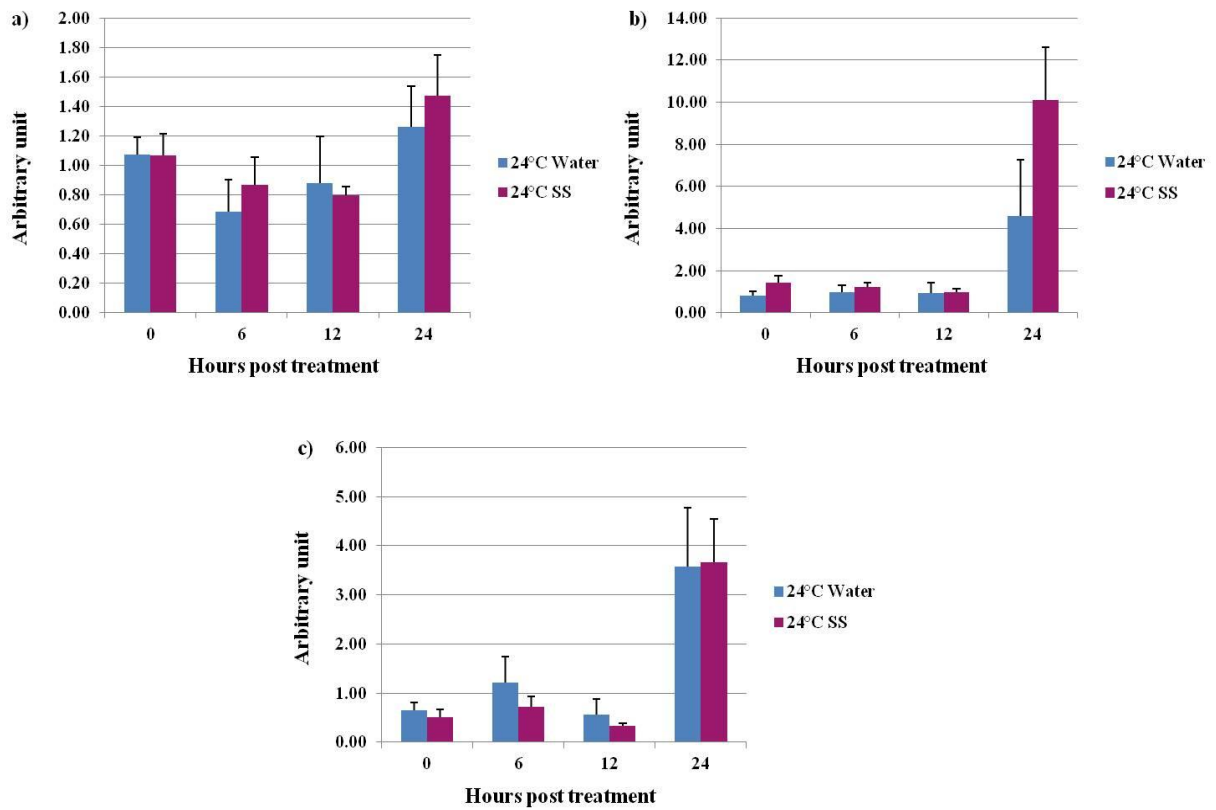 a)
2.00
1.80
1.60
1.40
1.20
1.00
0.80
0.60
0.40
0.20
0.00
Arbitrary unit
0 6 12 24
Hours post treatment
24°C Water
24°C SS
b)
14.00
12.00
10.00
8.00
6.00
4.00
2.00
0.00
Arbitrary unit
0 6 12 24
Hours post treatment
24°C Water
24°C SS
c)
6.00
5.00
4.00
3.00
2.00
1.00
0.00
Arbitrary unit
0 6 12 24
Hours post treatment
24°C Water
24°C SS